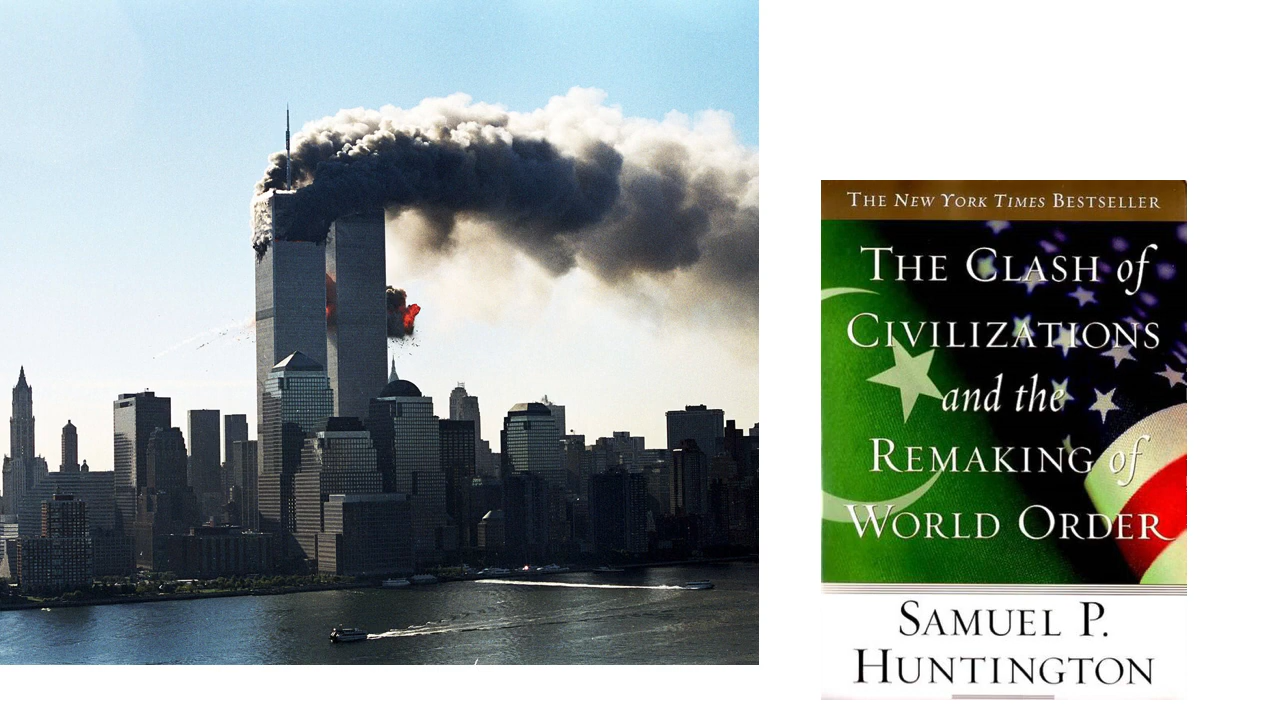 THE NEW YORK TIMES BESTSELLER
THE CLASH of
CIVILIZATIONS
and the
REMAKING of
WORLD ORDER
SAMUEL P.
HUNTINGTON